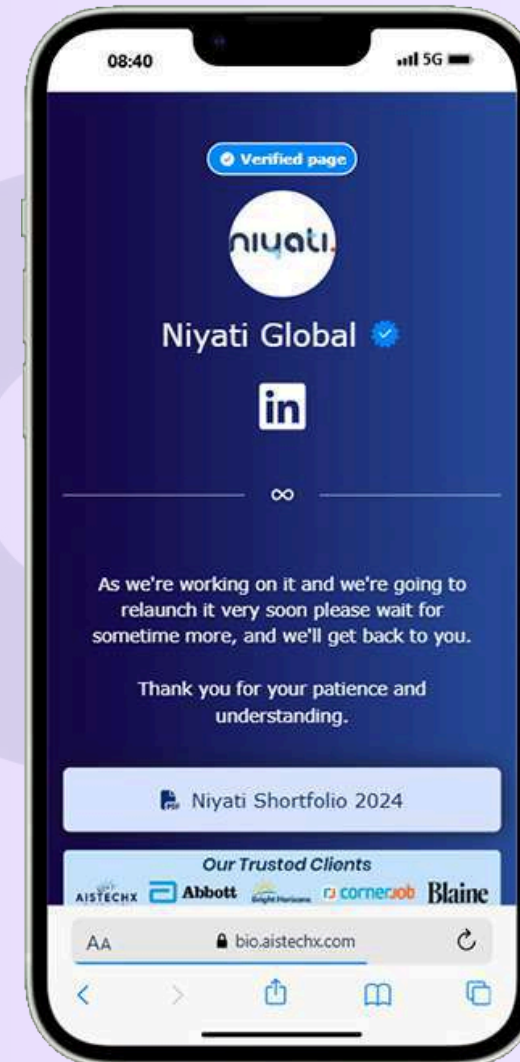 08:40
5G
Verified page
niyati.
Niyati Global
in
As we're working on it and we're going to
relaunch it very soon please wait for
sometime more, and we'll get back to you.
Thank you for your patience and
understanding.
PDF
Niyati Shortfolio 2024
Our Trusted Clients
AISTECHX Abbott Bright Horizons cornerjob Blaine
AA
bio.aistechx.com